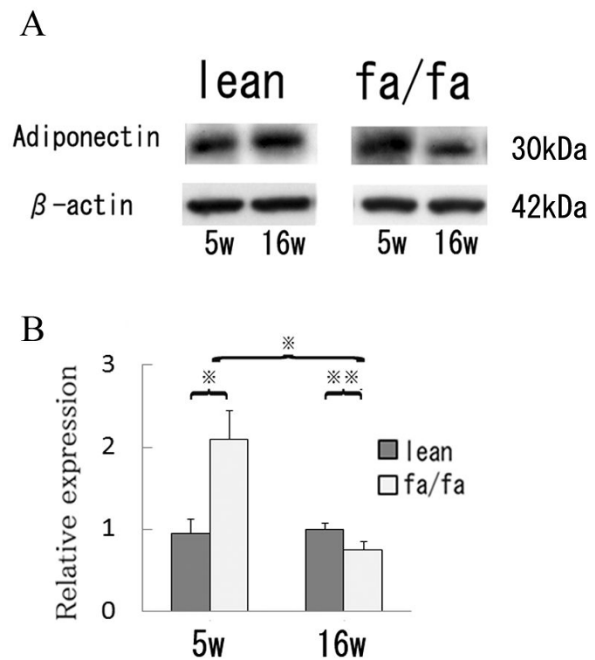 A
lean fa/fa
Adiponectin 30kDa
β-actin 42kDa
5w 16w 5w 16w
B
※
※ ※※
3
2
1
0
Relative expression
lean
fa/fa
5w 16w